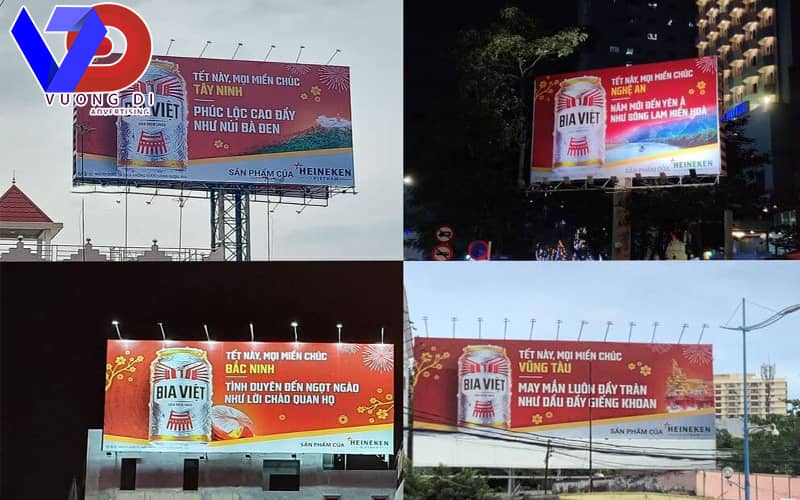 VUONG DI
ADVERTISING
TẾT NÀY, MỌI MIỀN CHÚC
TÂY NINH
PHÚC LỘC CAO ĐẦY
NHƯ NÚI BÀ ĐEN
BIA VIỆT
SẢN PHẨM CỦA
HEINEKEN
VIETNAM
TẾT NÀY, MỌI MIỀN CHÚC
NGHỆ AN
NĂM MỚI ĐẾN YÊN Ả
NHƯ SÔNG LAM HIỀN HOÀ
BIA VIỆT
SẢN PHẨM CỦA
HEINEKEN
TẾT NÀY, MỌI MIỀN CHÚC
BẮC NINH
TÌNH DUYÊN ĐẾN NGỌT NGÀO
NHƯ LỜI CHÀO QUAN HỌ
BIA VIỆT
SẢN PHẨM CỦA
HEINEKEN
TẾT NÀY, MỌI MIỀN CHÚC
VŨNG TÀU
MAY MẮN LUÔN ĐẦY TRÀN
NHƯ DẦU ĐẦY GIẾNG KHOAN
BIA VIỆT
SẢN PHẨM CỦA
HEINEKEN